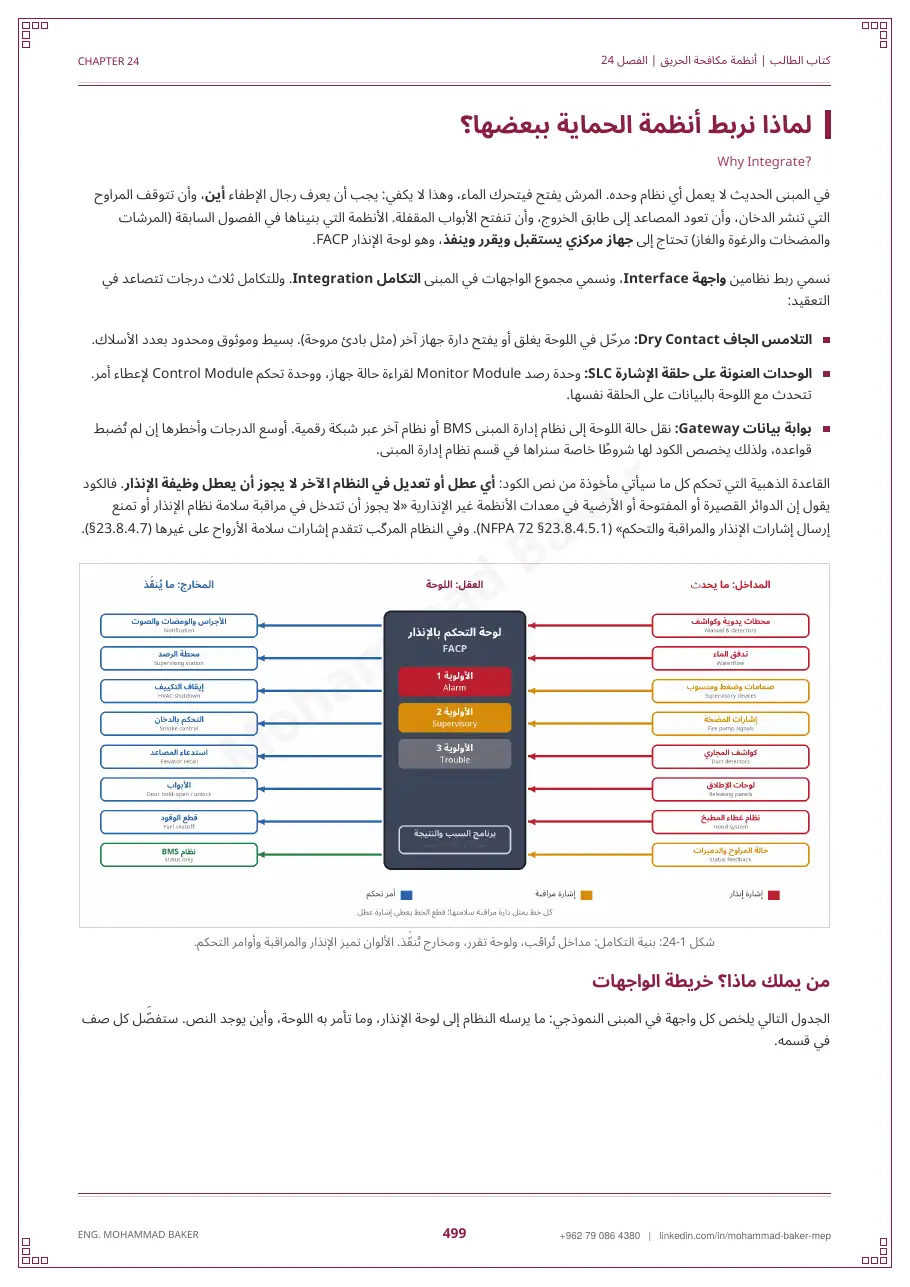 كتاب الطالب | أنظمة مكافحة الحريق | الفصل 24
CHAPTER 24
لماذا نربط أنظمة الحماية ببعضها؟
Why Integrate?
في المبنى الحديث لا يعمل أي نظام وحده. المرش يفتح فيتحرك الماء، وهذا لا يكفي: يجب أن يعرف رجال الإطفاء أين، وأن تتوقف المراوح
التي تنشر الدخان، وأن تعود المصاعد إلى طابق الخروج، وأن تنفتح الأبواب المقفلة. الأنظمة التي بنيناها في الفصول السابقة (المرشات
والمضخات والرغوة والغاز) تحتاج إلى جهاز مركزي يستقبل ويقرر وينفذ، وهو لوحة الإنذار FACP.
نسمي ربط نظامين واجهة Interface، ونسمي مجموع الواجهات في المبنى التكامل Integration. وللتكامل ثلاث درجات تتصاعد في
التعقيد:
التلامس الجاف Dry Contact: مرحّل في اللوحة يغلق أو يفتح دارة جهاز آخر (مثل بادئ مروحة). بسيط وموثوق ومحدود بعدد الأسلاك.
الوحدات العنونة على حلقة الإشارة SLC: وحدة رصد Monitor Module لقراءة حالة جهاز، ووحدة تحكم Control Module لإعطاء أمر.
تتحدث مع اللوحة بالبيانات على الحلقة نفسها.
بوابة بيانات Gateway: نقل حالة اللوحة إلى نظام إدارة المبنى BMS أو نظام آخر عبر شبكة رقمية. أوسع الدرجات وأخطرها إن لم تُضبط
قواعده، ولذلك يخصص الكود لها شروطًا خاصة سنراها في قسم نظام إدارة المبنى.
القاعدة الذهبية التي تحكم كل ما سيأتي مأخوذة من نص الكود: أي عطل أو تعديل في النظام الآخر لا يجوز أن يعطل وظيفة الإنذار. فالكود
يقول إن الدوائر القصيرة أو المفتوحة أو الأرضية في معدات الأنظمة غير الإنذارية «لا يجوز أن تتدخل في مراقبة سلامة نظام الإنذار أو تمنع
إرسال إشارات الإنذار والمراقبة والتحكم» (NFPA 72 §23.8.4.5.1). وفي النظام المركّب تتقدم إشارات سلامة الأرواح على غيرها (§23.8.4.7).
المداخل: ما يحدث
العقل: اللوحة
المخارج: ما يُنفَّذ
محطات يدوية وكواشف
Manual & detectors
تدفق الماء
Waterflow
صمامات وضغط ومنسوب
Supervisory devices
إشارات المضخة
Fire pump signals
كواشف المجاري
Duct detectors
لوحات الإطلاق
Releasing panels
نظام غطاء المطبخ
Hood system
حالة المراوح والدمبرات
Status feedback
لوحة التحكم بالإنذار
FACP
الأولوية 1
Alarm
الأولوية 2
Supervisory
الأولوية 3
Trouble
برنامج السبب والنتيجة
الأجراس والومضات والصوت
Notification
محطة الرصد
Supervising station
إيقاف التكييف
HVAC shutdown
التحكم بالدخان
Smoke control
استدعاء المصاعد
Elevator recall
الأبواب
Door hold-open / unlock
قطع الوقود
Fuel shutoff
نظام BMS
Status only
إشارة إنذار
إشارة مراقبة
أمر تحكم
كل خط يمثل دارة مراقبة سلامتها: قطع الخط يعطي إشارة عطل
شكل 1-24: بنية التكامل: مداخل تُراقَب، ولوحة تقرر، ومخارج تُنفَّذ. الألوان تميز الإنذار والمراقبة وأوامر التحكم.
من يملك ماذا؟ خريطة الواجهات
الجدول التالي يلخص كل واجهة في المبنى النموذجي: ما يرسله النظام إلى لوحة الإنذار، وما تأمر به اللوحة، وأين يوجد النص. ستفصَّل كل صف
في قسمه.
Mohammad Baker
ENG. MOHAMMAD BAKER
499
+962 79 086 4380 | linkedin.com/in/mohammad-baker-mep